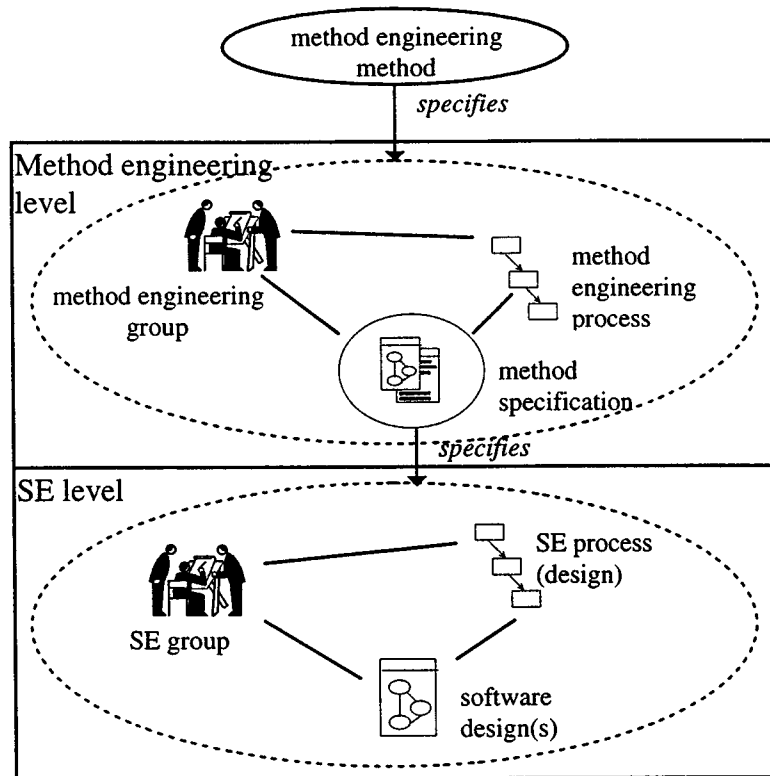 method engineering
method
specifies
Method engineering
level
method engineering
group
method
engineering
process
method
specification
specifies
SE level
SE process
(design)
SE group
software
design(s)